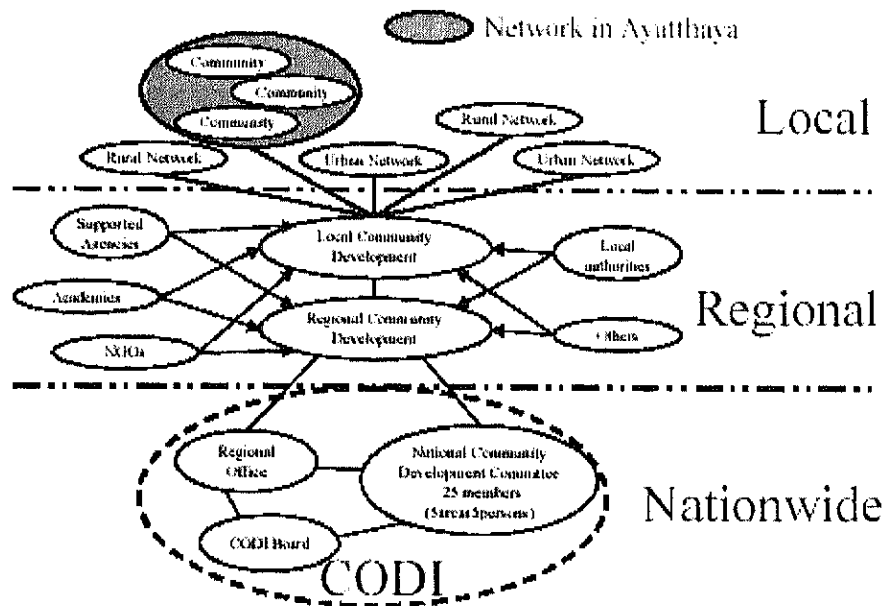 Network in Ayutthaya
Community
Community
Community
Rural Network
Local
Rural Network
Urban Network
Urban Network
Supported
Agencies
Local Community
Development
Local
authorities
Academics
Regional
Regional Community
Development
NGOs
Others
Regional
Office
National Community
Development Committee
25 members
(5areas5persons)
Nationwide
CODI Board
CODI